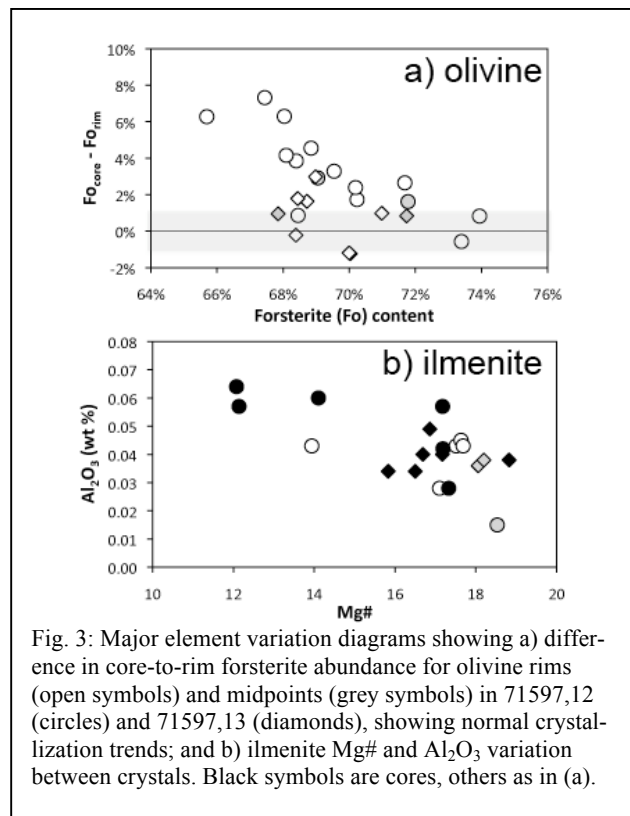 10%
a) olivine
8%
6%
4%
2%
0%
-2%
Fo_core - Fo_rim
64% 66% 68% 70% 72% 74% 76%
Forsterite (Fo) content
0.08
b) ilmenite
0.07
0.06
0.05
0.04
0.03
0.02
0.01
0.00
Al₂O₃ (wt %)
10 12 14 16 18 20
Mg#
Fig. 3: Major element variation diagrams showing a) differ-
ence in core-to-rim forsterite abundance for olivine rims
(open symbols) and midpoints (grey symbols) in 71597,12
(circles) and 71597,13 (diamonds), showing normal crystal-
lization trends; and b) ilmenite Mg# and Al₂O₃ variation
between crystals. Black symbols are cores, others as in (a).